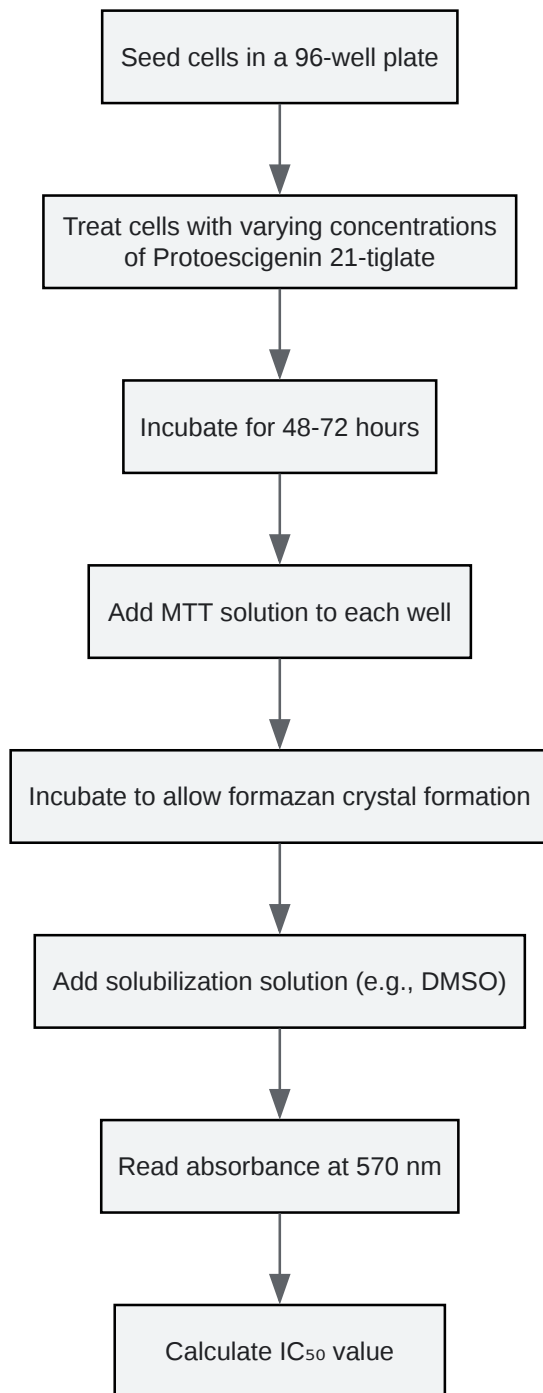 Seed cells in a 96-well plate
Treat cells with varying concentrations
of Protoescigenin 21-tiglate
Incubate for 48-72 hours
Add MTT solution to each well
Incubate to allow formazan crystal formation
Add solubilization solution (e.g., DMSO)
Read absorbance at 570 nm
Calculate IC₅₀ value